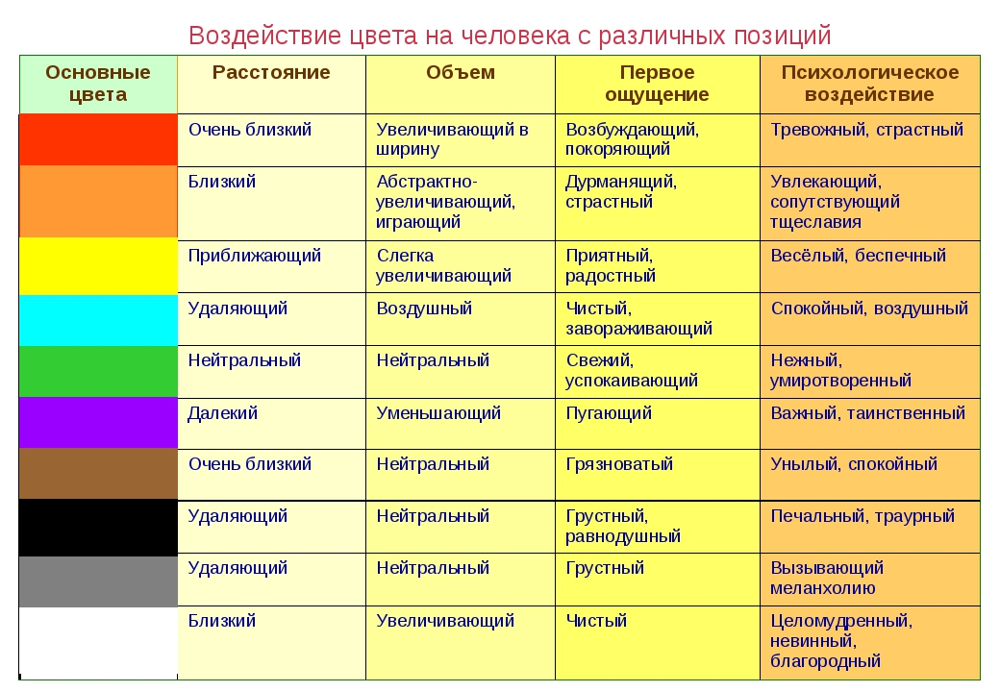 Воздействие цвета на человека с различных позиций
Основные
цвета
Расстояние
Объем
Первое
ощущение
Психологическое
воздействие
Очень близкий
Увеличивающий в
ширину
Возбуждающий,
покоряющий
Тревожный, страстный
Близкий
Абстрактно-
увеличивающий,
играющий
Дурманящий,
страстный
Увлекающий,
сопутствующий
тщеславия
Приближающий
Слегка
увеличивающий
Приятный,
радостный
Весёлый, беспечный
Удаляющий
Воздушный
Чистый,
завораживающий
Спокойный, воздушный
Нейтральный
Нейтральный
Свежий,
успокаивающий
Нежный,
умиротворенный
Далекий
Уменьшающий
Пугающий
Важный, таинственный
Очень близкий
Нейтральный
Грязноватый
Унылый, спокойный
Удаляющий
Нейтральный
Грустный,
равнодушный
Печальный, траурный
Удаляющий
Нейтральный
Грустный
Вызывающий
меланхолию
Близкий
Увеличивающий
Чистый
Целомудренный,
невинный,
благородный